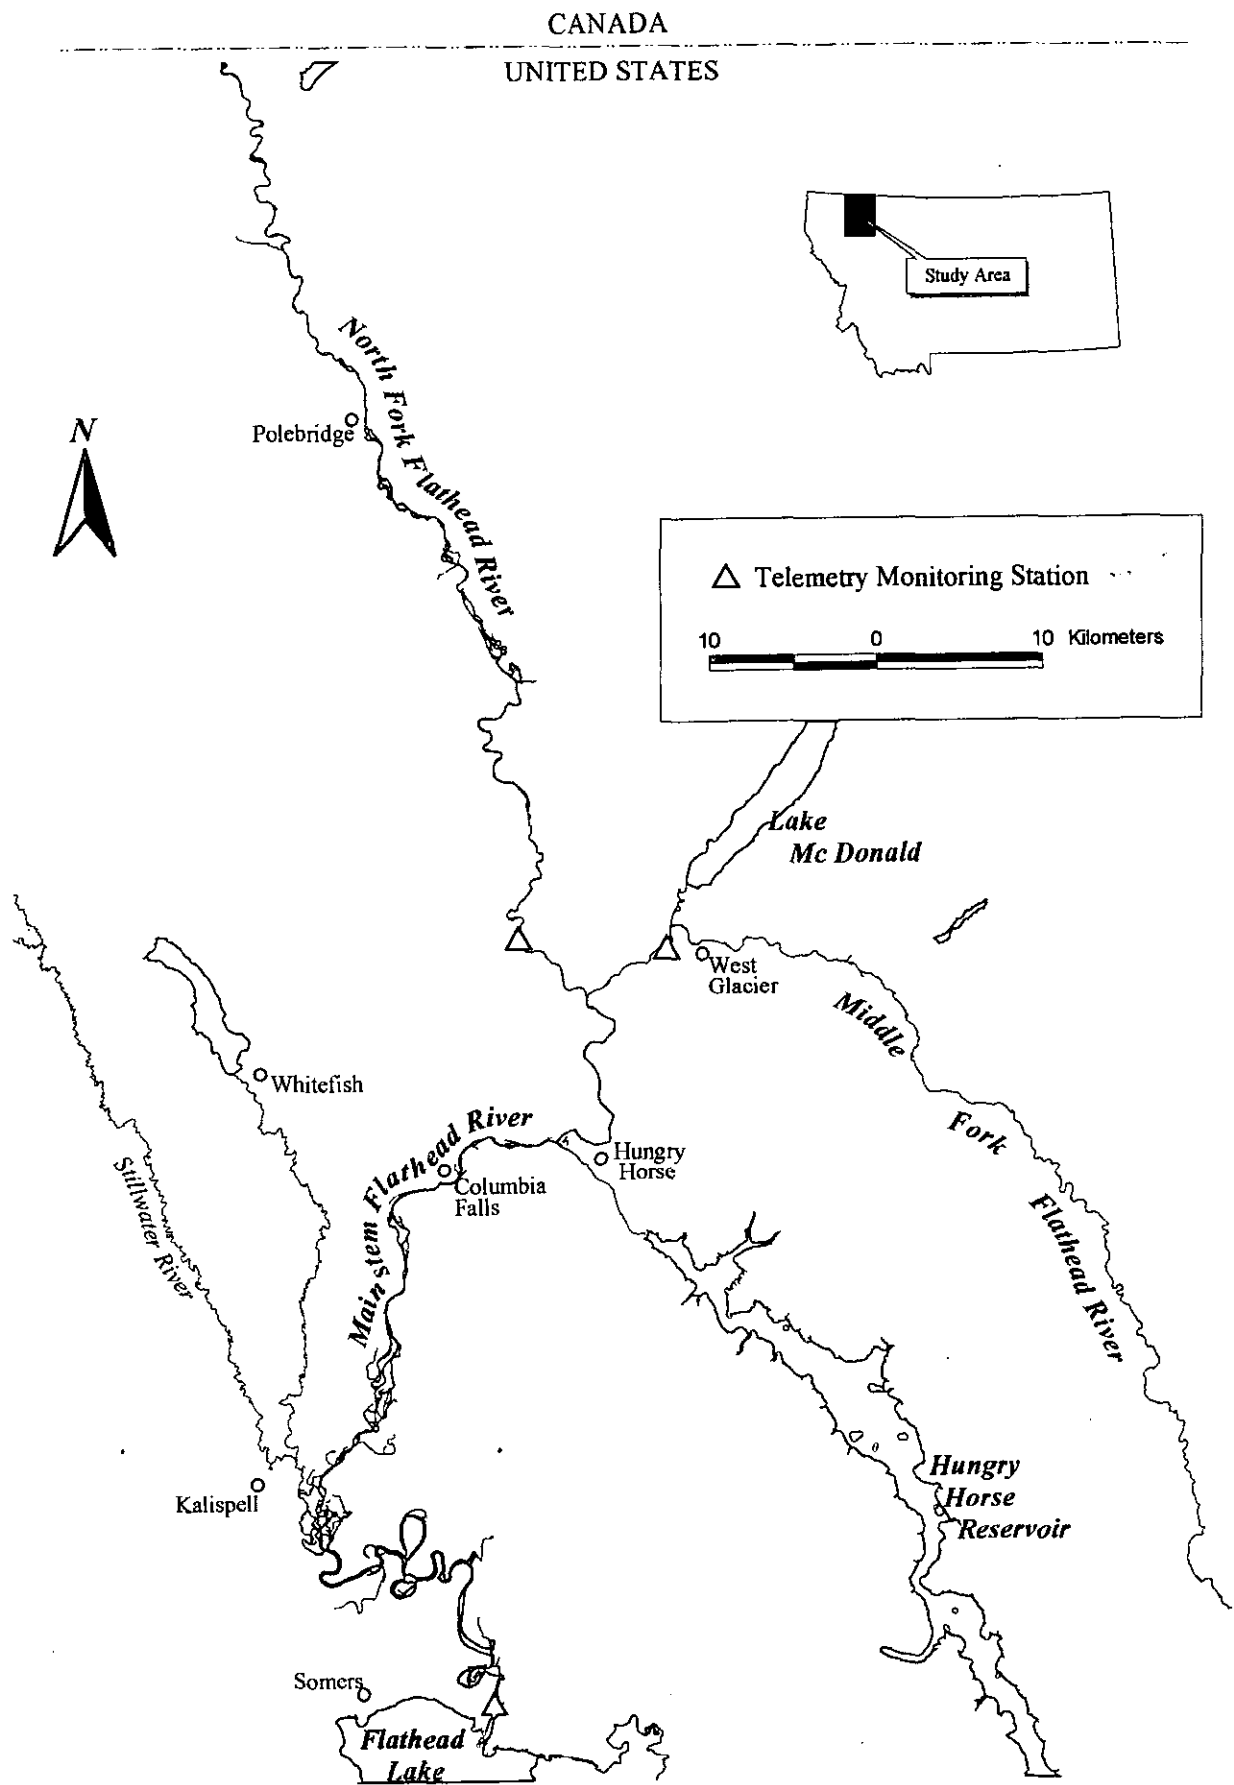 CANADA
UNITED STATES
Study Area
North Fork Flathead River
N
Polebridge
Telemetry Monitoring Station
10 0 10 Kilometers
Lake
Mc Donald
West
Glacier
Middle
Fork
Flathead River
Whitefish
Stillwater River
Mainstem Flathead River
Hungry
Horse
Columbia
Falls
Hungry
Horse
Reservoir
Kalispell
Somers
Flathead
Lake